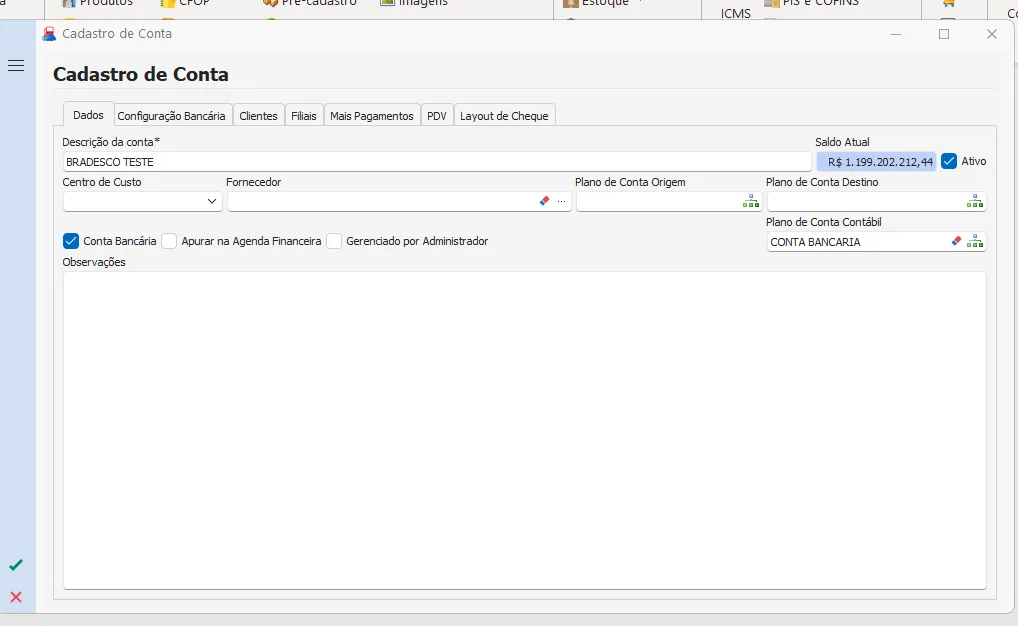 Produtos CFOP Pré-cadastro Imagens Estoque ICMS PIS e COFINS
Cadastro de Conta
Cadastro de Conta
Dados Configuração Bancária Clientes Filiais Mais Pagamentos PDV Layout de Cheque
Descrição da conta* Saldo Atual
BRADESCO TESTE R$ 1.199.202.212,44 Ativo
Centro de Custo Fornecedor Plano de Conta Origem Plano de Conta Destino
Plano de Conta Contábil
Conta Bancária Apurar na Agenda Financeira Gerenciado por Administrador CONTA BANCARIA
Observações